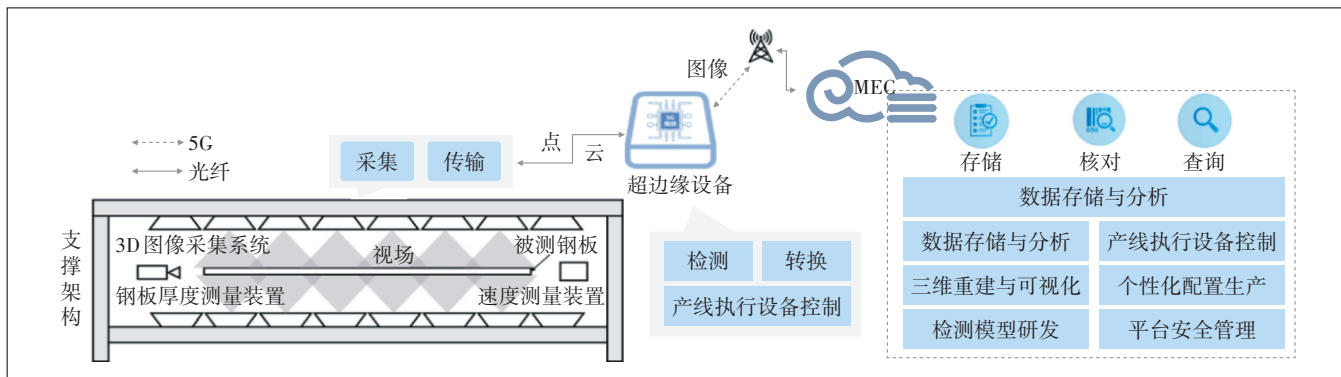 5G
光纤
采集
传输
点
云
图像
MEC
超边缘设备
支撑架构
3D图像采集系统
视场
被测钢板
钢板厚度测量装置
速度测量装置
检测
转换
产线执行设备控制
存储
核对
查询
数据存储与分析
数据存储与分析
产线执行设备控制
三维重建与可视化
个性化配置生产
检测模型研发
平台安全管理